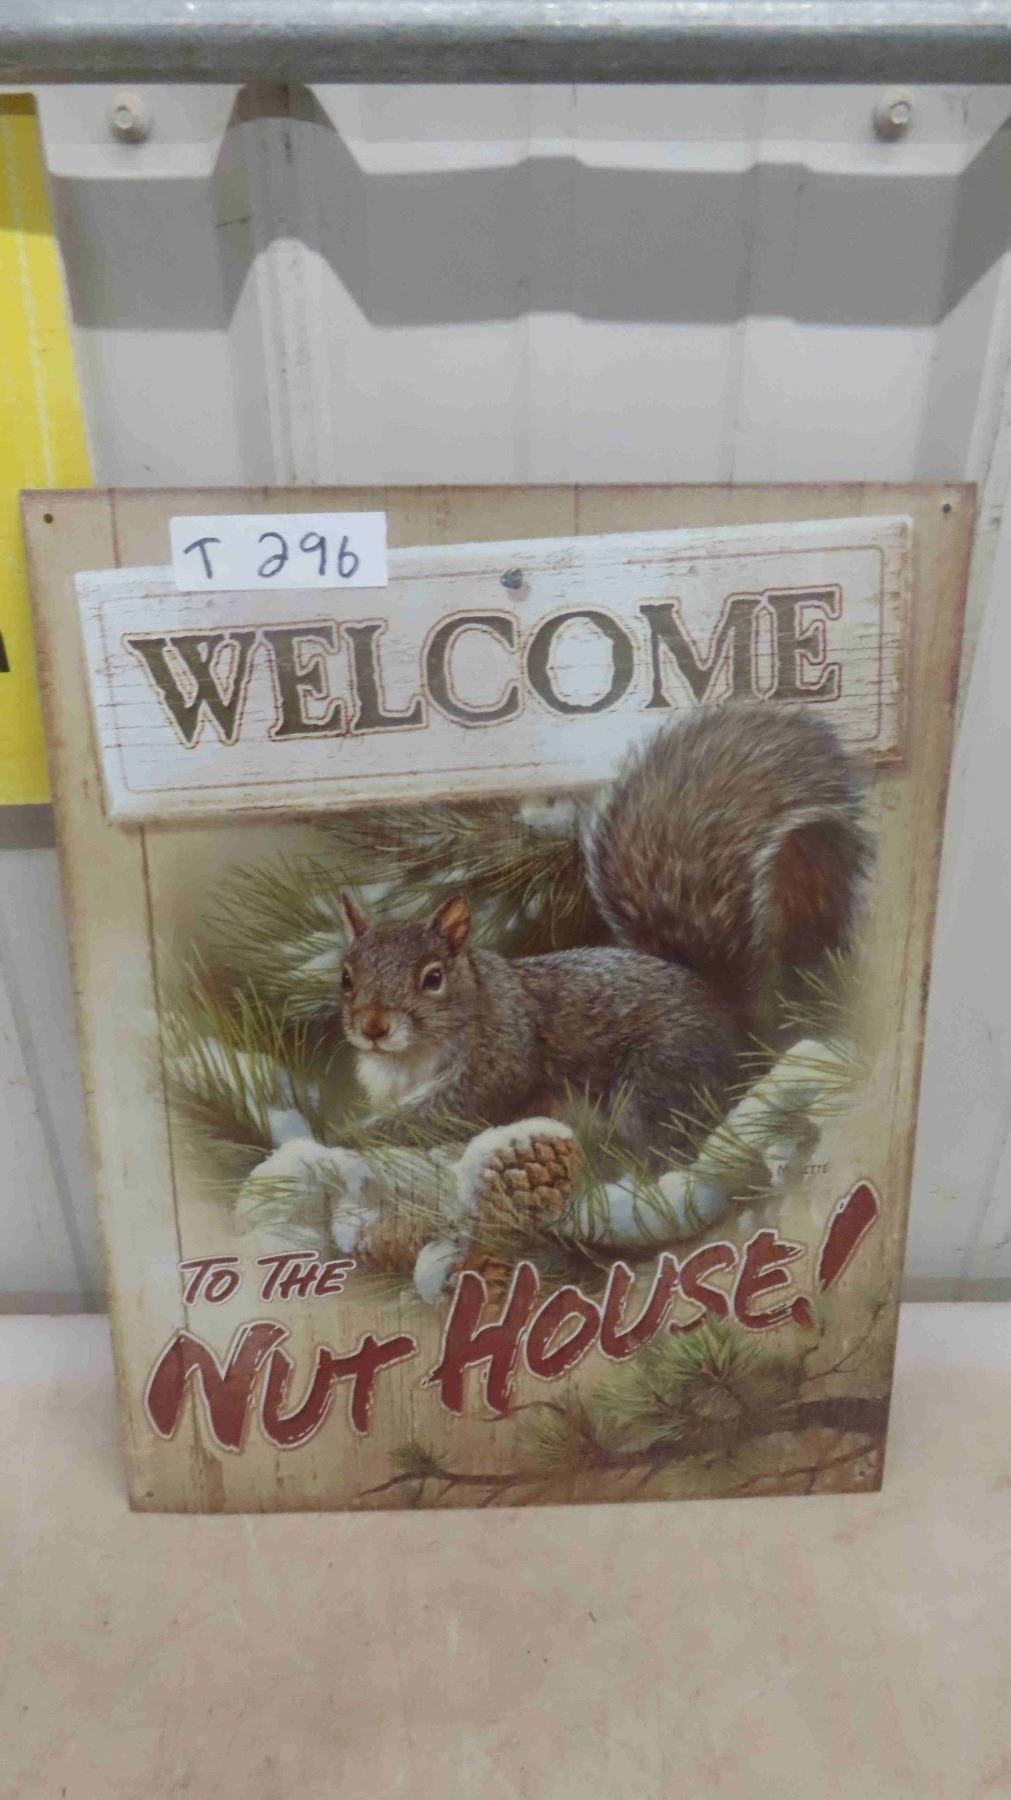 T 296
WELCOME
TO THE
NUT HOUSE!